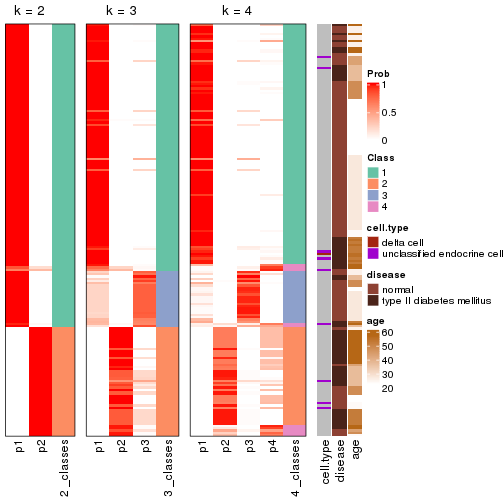 k = 2
k = 3
k = 4
p1
p2
2_classes
p1
p2
p3
3_classes
p1
p2
p3
p4
4_classes
cell.type
disease
age
Prob
1
0.5
0
Class
1
2
3
4
cell.type
delta cell
unclassified endocrine cell
disease
normal
type II diabetes mellitus
age
60
50
40
30
20